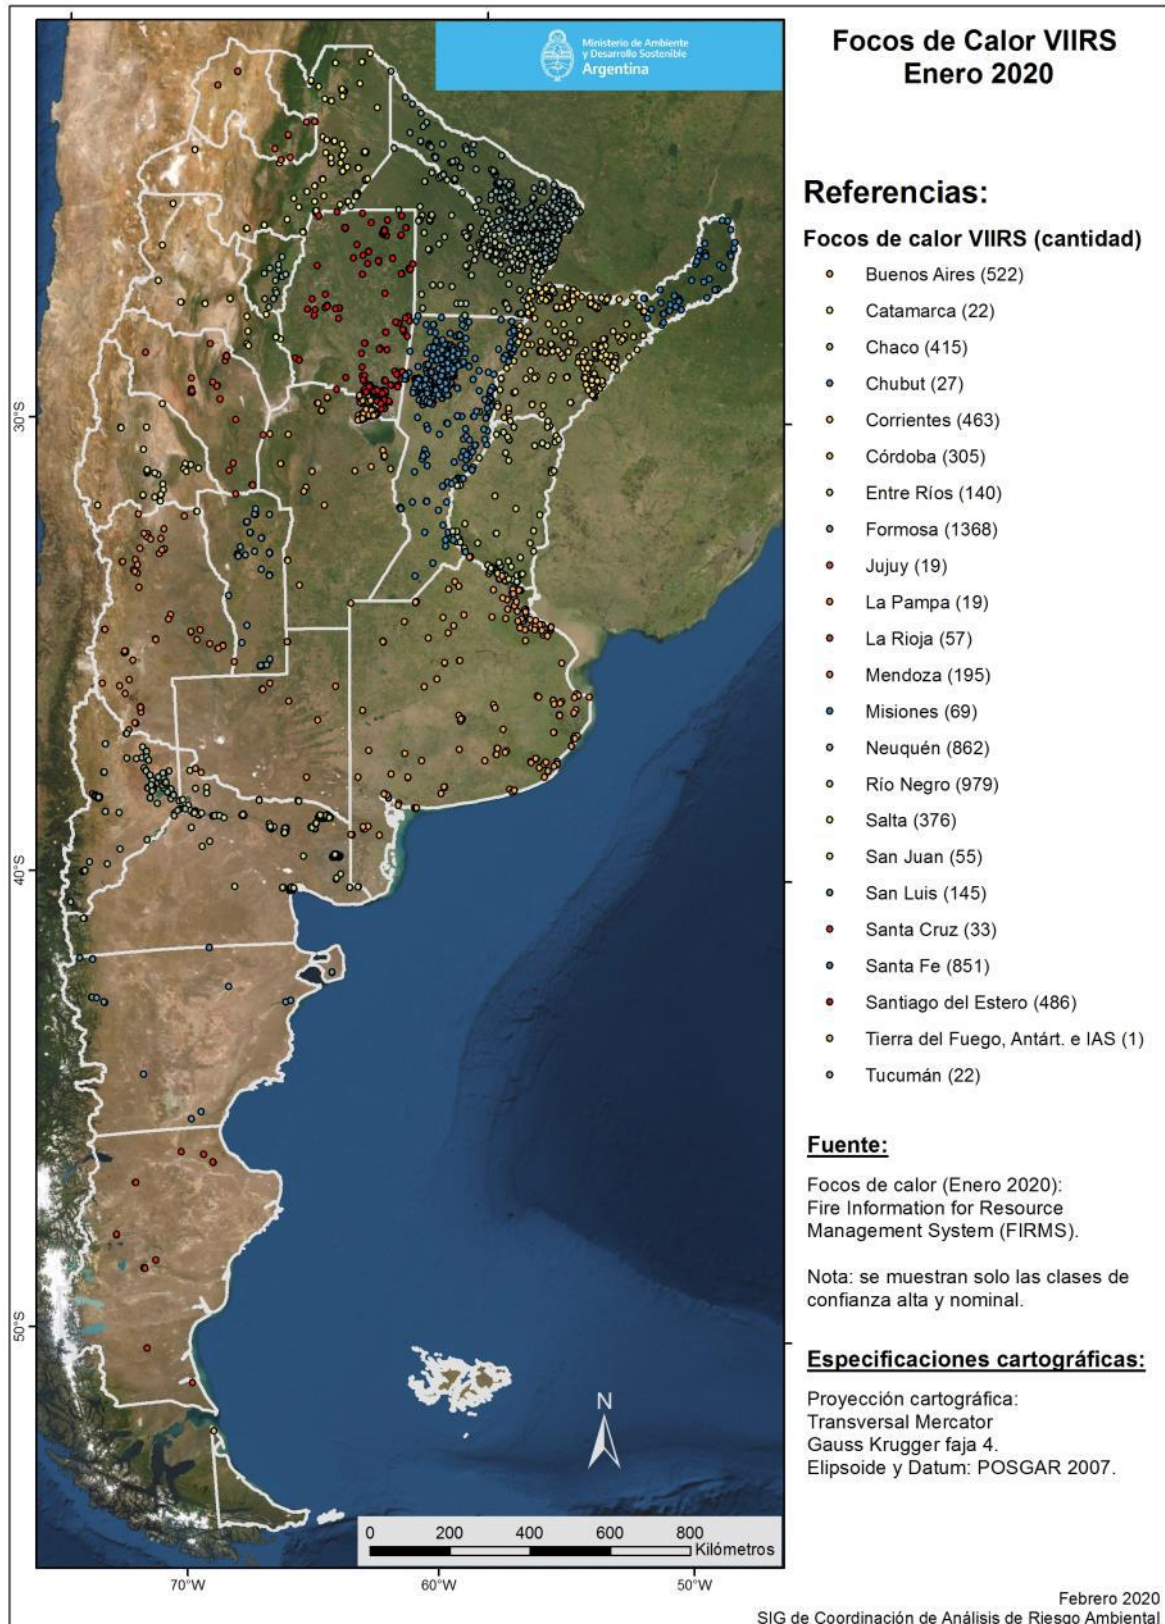 Ministerio de Ambiente
y Desarrollo Sostenible
Argentina
Focos de Calor VIIRS
Enero 2020
Referencias:
Focos de calor VIIRS (cantidad)
Buenos Aires (522)
Catamarca (22)
Chaco (415)
Chubut (27)
Corrientes (463)
Córdoba (305)
Entre Ríos (140)
Formosa (1368)
Jujuy (19)
La Pampa (19)
La Rioja (57)
Mendoza (195)
Misiones (69)
Neuquén (862)
Río Negro (979)
Salta (376)
San Juan (55)
San Luis (145)
Santa Cruz (33)
Santa Fe (851)
Santiago del Estero (486)
Tierra del Fuego, Antárt. e IAS (1)
Tucumán (22)
Fuente:
Focos de calor (Enero 2020):
Fire Information for Resource
Management System (FIRMS).
Nota: se muestran solo las clases de
confianza alta y nominal.
Especificaciones cartográficas:
Proyección cartográfica:
Transversal Mercator
Gauss Krugger faja 4.
Elipsoide y Datum: POSGAR 2007.
30°S
40°S
50°S
N
0 200 400 600 800
Kilómetros
70°W 60°W 50°W
Febrero 2020
SIG de Coordinación de Análisis de Riesgo Ambiental